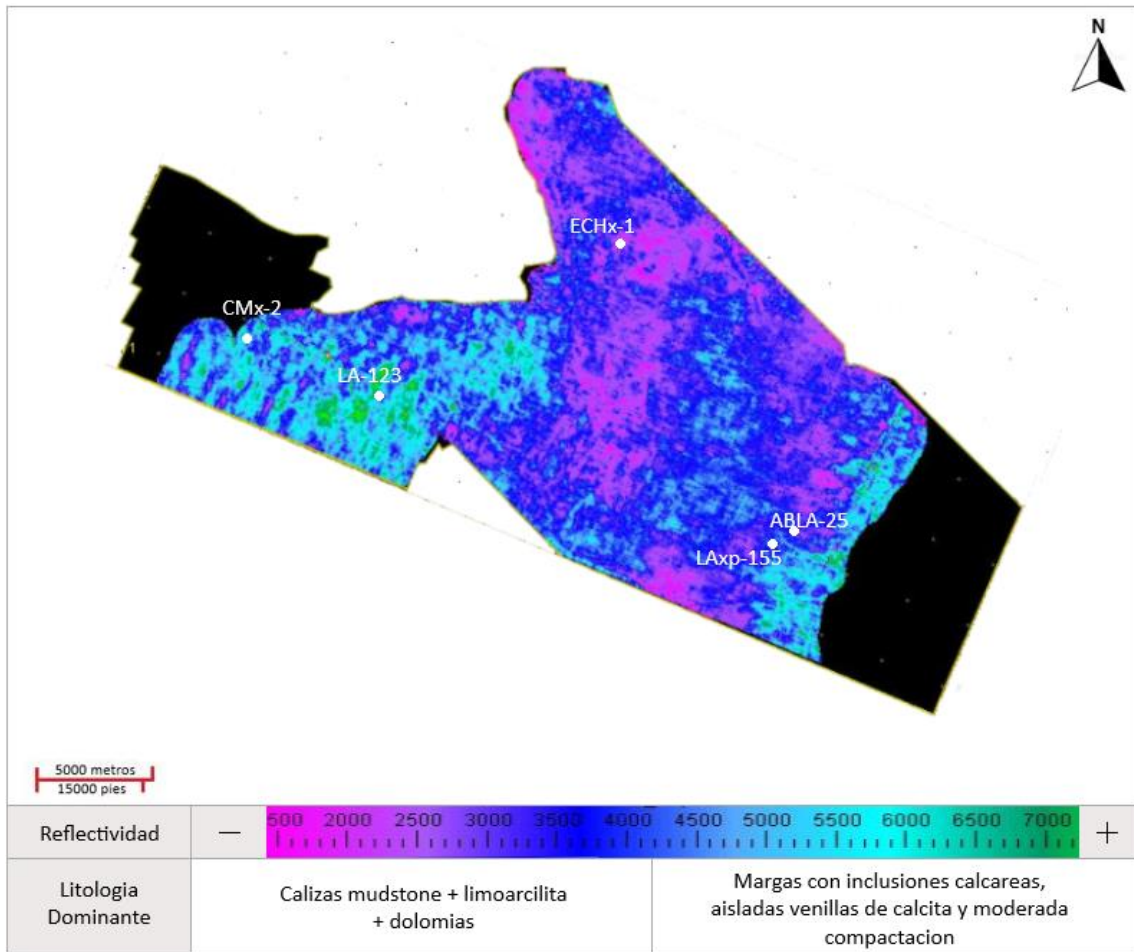 N
ECHx-1
CMx-2
LA-123
ABLA-25
LAxp-155
5000 metros
15000 pies
Reflectividad
— 500 2000 2500 3000 3500 4000 4500 5000 5500 6000 6500 7000 +
Litologia
Dominante
Calizas mudstone + limoarcilita
+ dolomias
Margas con inclusiones calcareas,
aisladas venillas de calcita y moderada
compactacion